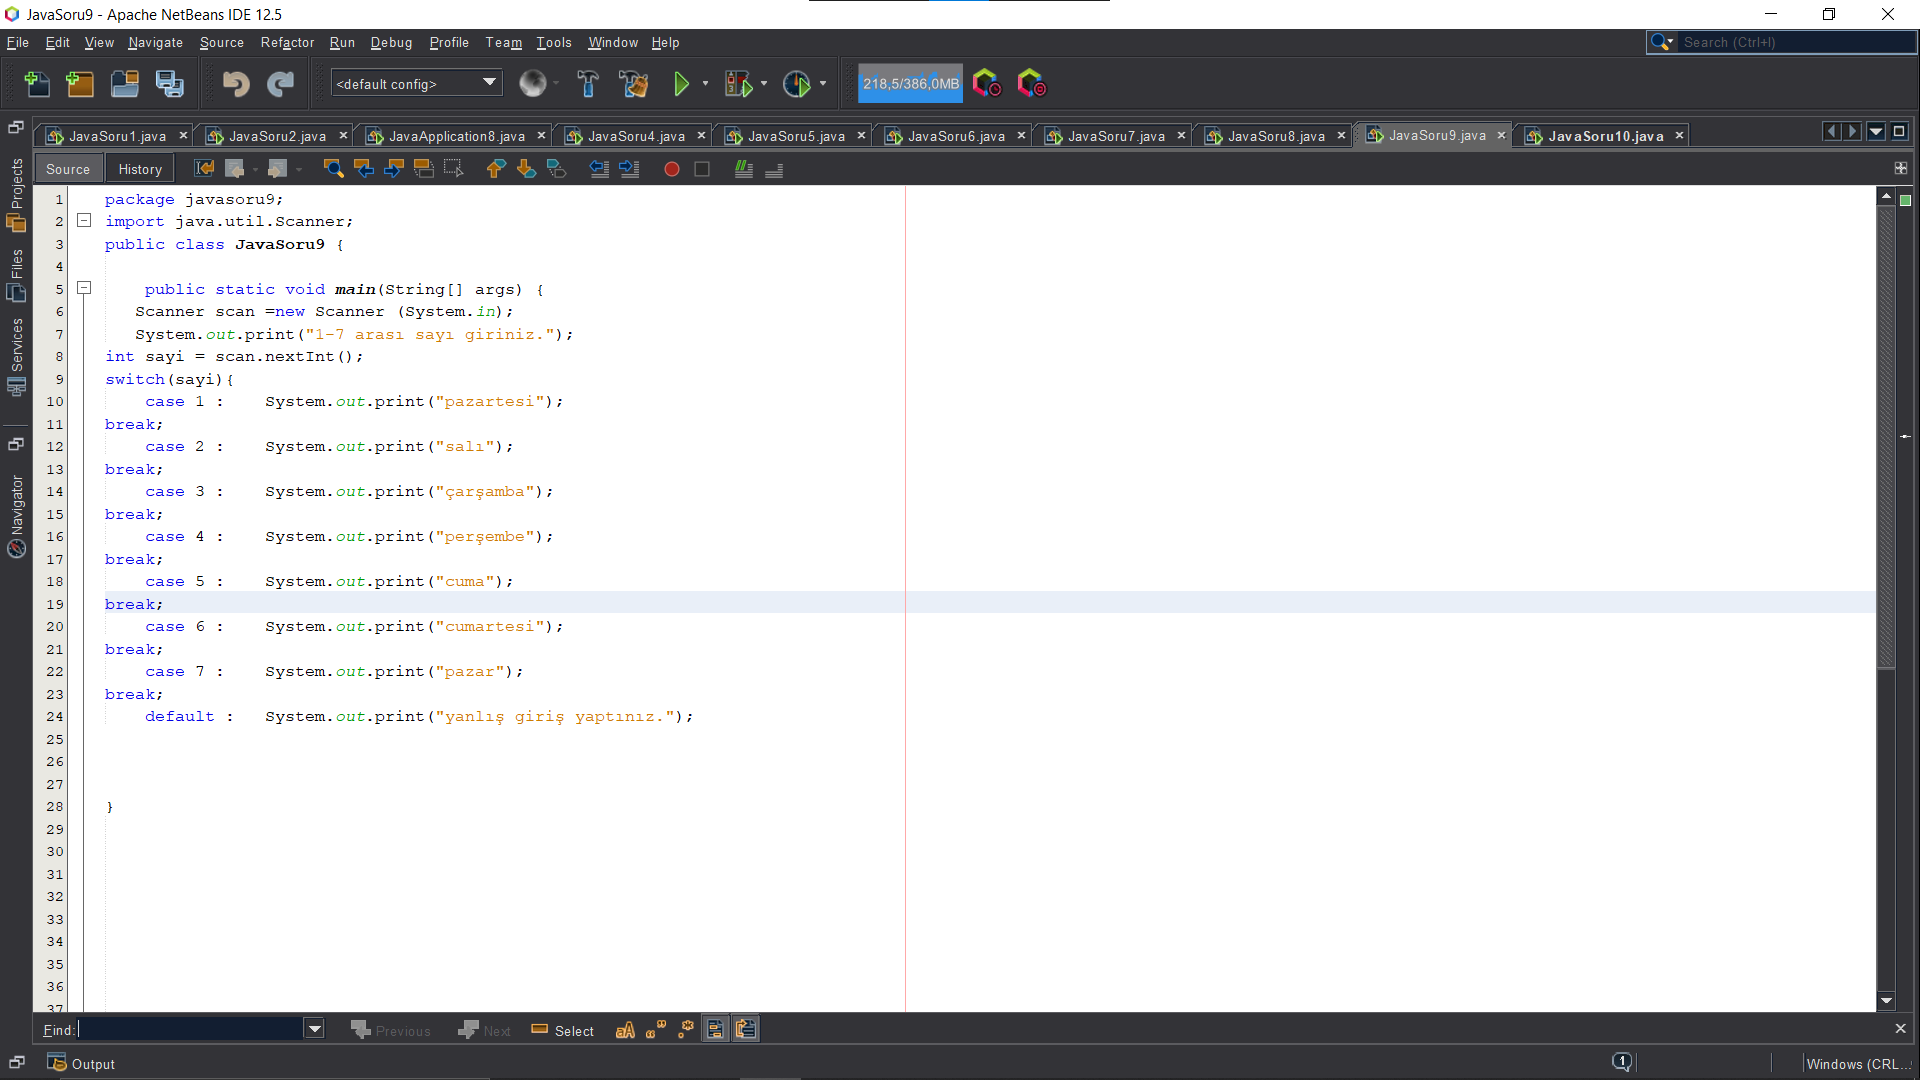 JavaSoru9 - Apache NetBeans IDE 12.5
File Edit View Navigate Source Refactor Run Debug Profile Team Tools Window Help
Search (Ctrl+I)
<default config>
218,5/386,0MB
JavaSoru1.java JavaSoru2.java JavaApplication8.java JavaSoru4.java JavaSoru5.java JavaSoru6.java JavaSoru7.java JavaSoru8.java JavaSoru9.java JavaSoru10.java
Source History
Projects
Files
Services
Navigator
1 package javasoru9;
2 import java.util.Scanner;
3 public class JavaSoru9 {
4
5 public static void main(String[] args) {
6 Scanner scan =new Scanner (System.in);
7 System.out.print("1-7 arası sayı giriniz.");
8 int sayi = scan.nextInt();
9 switch(sayi){
10 case 1 : System.out.print("pazartesi");
11 break;
12 case 2 : System.out.print("salı");
13 break;
14 case 3 : System.out.print("çarşamba");
15 break;
16 case 4 : System.out.print("perşembe");
17 break;
18 case 5 : System.out.print("cuma");
19 break;
20 case 6 : System.out.print("cumartesi");
21 break;
22 case 7 : System.out.print("pazar");
23 break;
24 default : System.out.print("yanlış giriş yaptınız.");
25
26
27
28 }
29
30
31
32
33
34
35
36
37
Find: Previous Next Select aA
Output
1 Windows (CRL...